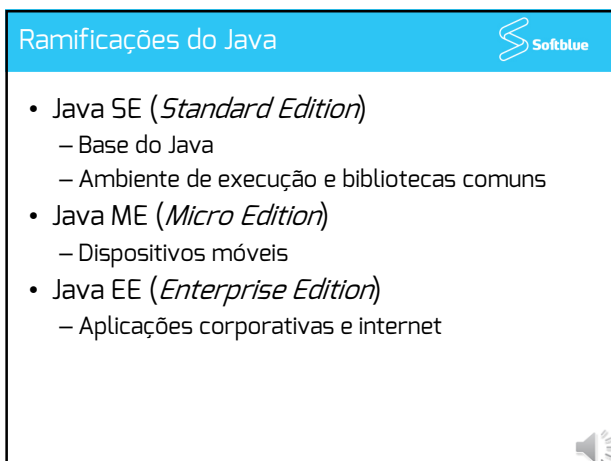 Ramificações do Java
Softblue
• Java SE (Standard Edition)
– Base do Java
– Ambiente de execução e bibliotecas comuns
• Java ME (Micro Edition)
– Dispositivos móveis
• Java EE (Enterprise Edition)
– Aplicações corporativas e internet